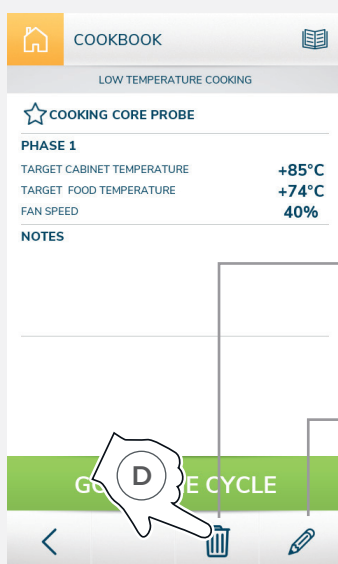 COOKBOOK
LOW TEMPERATURE COOKING
COOKING CORE PROBE
PHASE 1
TARGET CABINET TEMPERATURE +85°C
TARGET FOOD TEMPERATURE +74°C
FAN SPEED 40%
NOTES
D
CYCLE